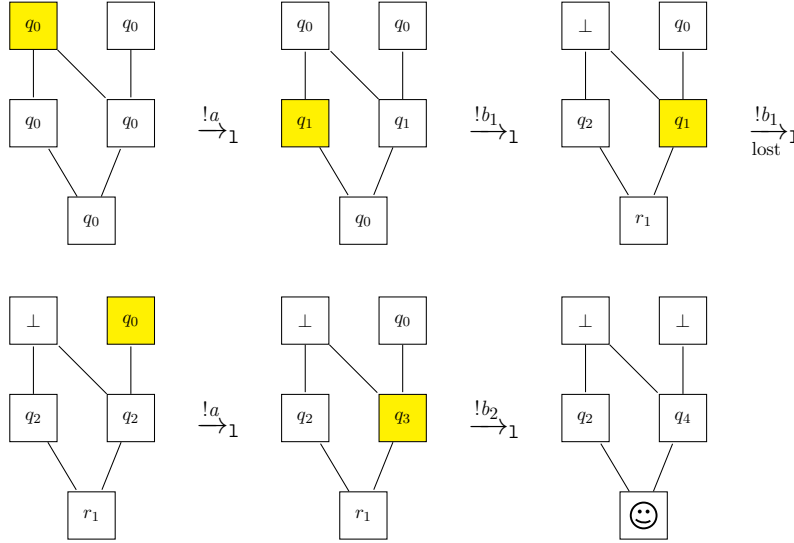 q₀ q₀ q₀ q₀ ⊥ q₀
q₀ q₀ !a →₁ q₁ q₁ !b₁ →₁ q₂ q₁ !b₁ →₁ lost
q₀ q₀ r₁
⊥ q₀ ⊥ q₀ ⊥ ⊥
q₂ q₂ !a →₁ q₂ q₃ !b₂ →₁ q₂ q₄
r₁ r₁ ☺